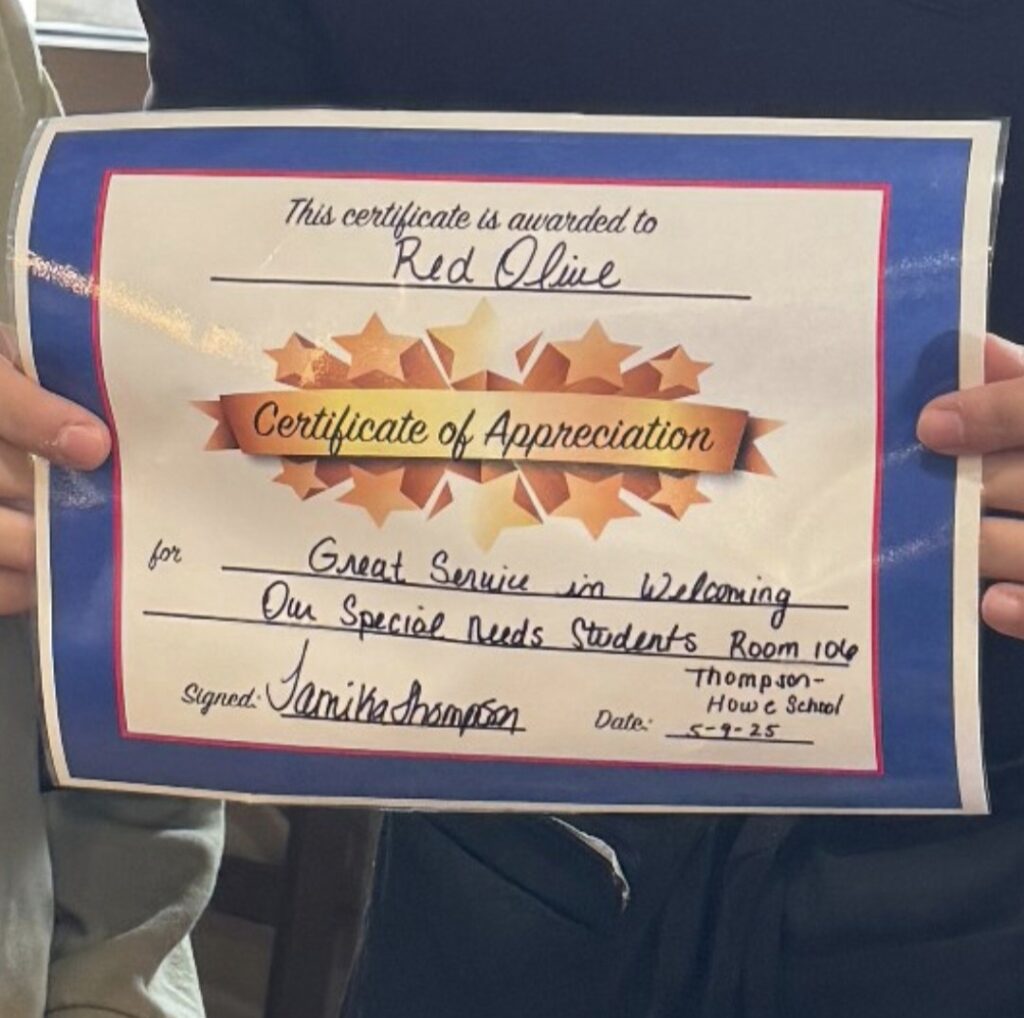 This certificate is awarded to
Red Olive
Certificate of Appreciation
for Great Service in Welcoming
Our Special Needs Students Room 106
Thompson-
Howe School
Signed: Tamika Thompson Date: 5-9-25